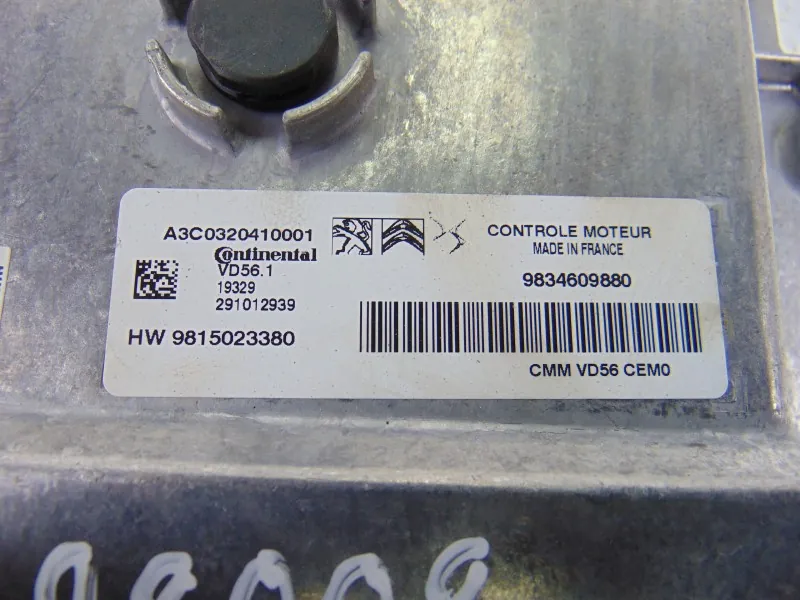 A3C0320410001
Continental
VD56.1
19329
291012939
HW 9815023380
CONTROLE MOTEUR
MADE IN FRANCE
9834609880
CMM VD56 CEM0